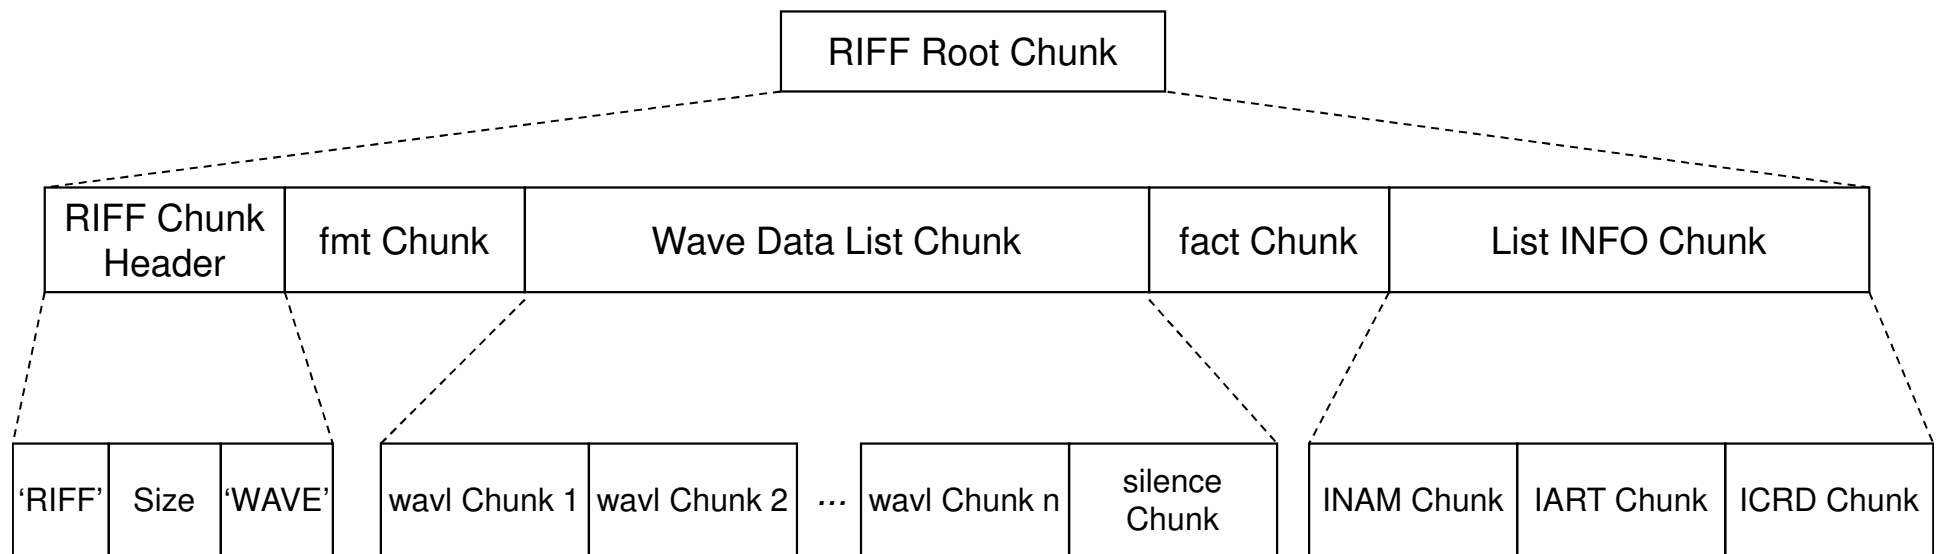 RIFF Root Chunk
RIFF Chunk
Header
fmt Chunk
Wave Data List Chunk
fact Chunk
List INFO Chunk
‘RIFF’
Size
‘WAVE’
wavl Chunk 1
wavl Chunk 2
...
wavl Chunk n
silence
Chunk
INAM Chunk
IART Chunk
ICRD Chunk